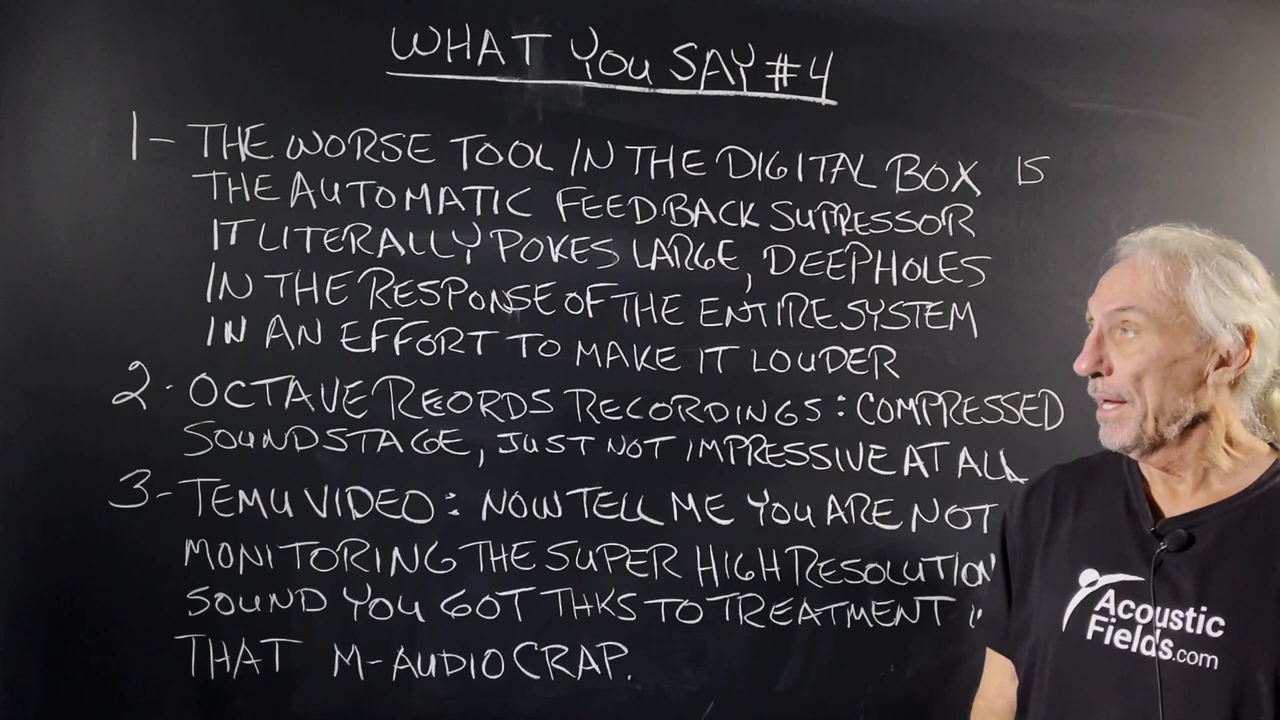 WHAT YOU SAY #4
1- THE WORSE TOOL IN THE DIGITAL BOX IS
THE AUTOMATIC FEEDBACK SUPRESSOR
IT LITERALLY POKES LARGE, DEEP HOLES
IN THE RESPONSE OF THE ENTIRE SYSTEM
IN AN EFFORT TO MAKE IT LOUDER
2. OCTAVE REORDS RECORDINGS: COMPRESSED
SOUNDSTAGE, JUST NOT IMPRESSIVE AT ALL
3- TEMU VIDEO: NOW TELL ME YOU ARE NOT
MONITORING THE SUPER HIGH RESOLUTION
SOUND YOU GOT THKS TO TREATMENT
THAT M-AUDIO CRAP.
Acoustic
Fields.com